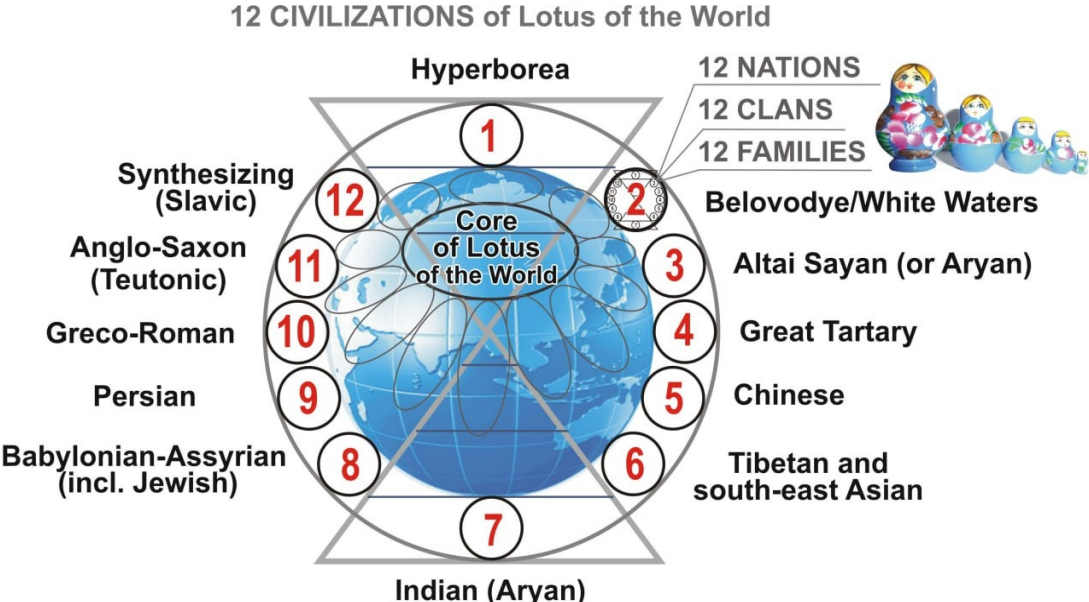 12 CIVILIZATIONS of Lotus of the World
Hyperborea
12 NATIONS
12 CLANS
12 FAMILIES
1
2
Belovodye/White Waters
3
Altai Sayan (or Aryan)
4
Great Tartary
5
Chinese
6
Tibetan and
south-east Asian
7
Indian (Aryan)
8
Babylonian-Assyrian
(incl. Jewish)
9
Persian
10
Greco-Roman
11
Anglo-Saxon
(Teutonic)
12
Synthesizing
(Slavic)
Core
of Lotus
of the World